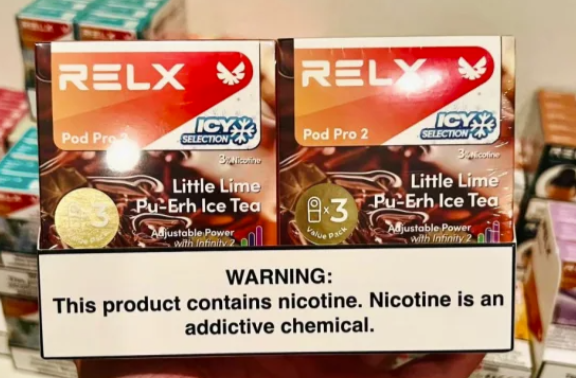 RELX
Pod Pro 2
ICY
SELECTION
3% Nicotine
Little Lime
Pu-Erh Ice Tea
3
Adjustable Power
with Infinity 2
RELX
Pod Pro 2
ICY
SELECTION
3% Nicotine
Little Lime
Pu-Erh Ice Tea
x3
Value Pack
Adjustable Power
with Infinity 2
WARNING:
This product contains nicotine. Nicotine is an
addictive chemical.